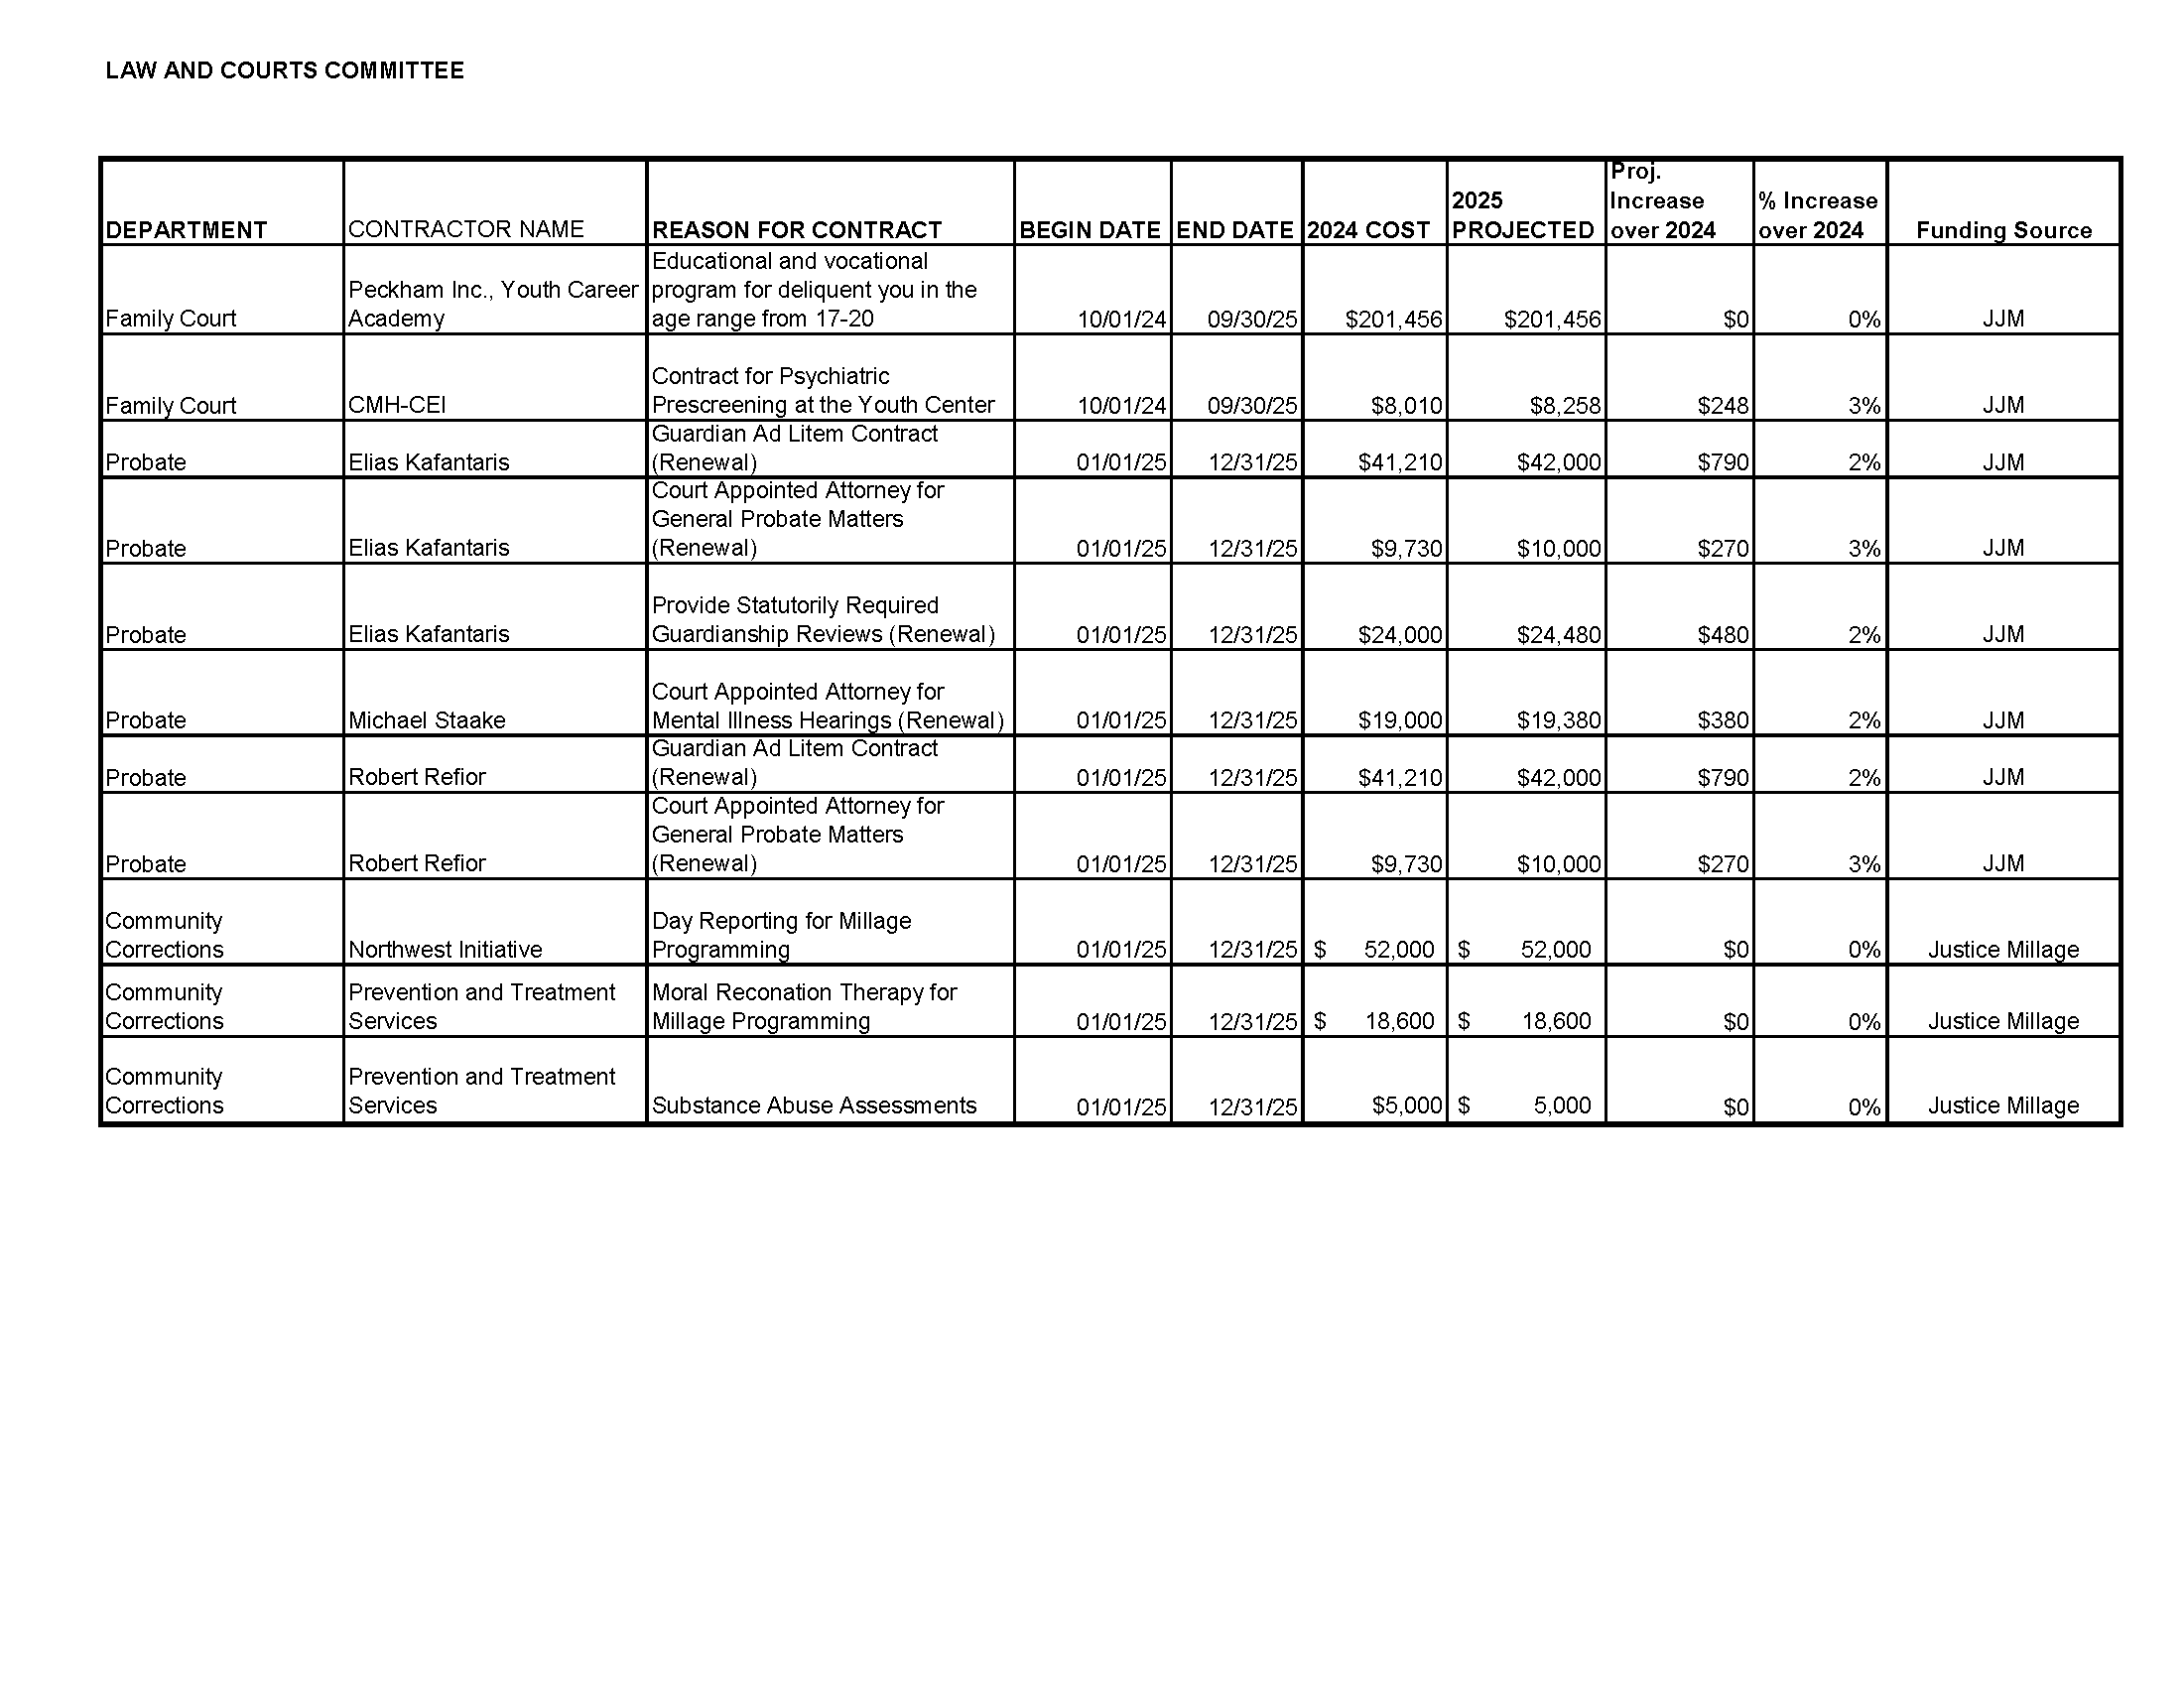 LAW AND COURTS COMMITTEE
DEPARTMENT CONTRACTOR NAME REASON FOR CONTRACT BEGIN DATE END DATE 2024 COST 2025 PROJECTED Proj. Increase over 2024 % Increase over 2024 Funding Source
Family Court Peckham Inc., Youth Career Academy Educational and vocational program for deliquent you in the age range from 17-20 10/01/24 09/30/25 $201,456 $201,456 $0 0% JJM
Family Court CMH-CEI Contract for Psychiatric Prescreening at the Youth Center 10/01/24 09/30/25 $8,010 $8,258 $248 3% JJM
Probate Elias Kafantaris Guardian Ad Litem Contract (Renewal) 01/01/25 12/31/25 $41,210 $42,000 $790 2% JJM
Probate Elias Kafantaris Court Appointed Attorney for General Probate Matters (Renewal) 01/01/25 12/31/25 $9,730 $10,000 $270 3% JJM
Probate Elias Kafantaris Provide Statutorily Required Guardianship Reviews (Renewal) 01/01/25 12/31/25 $24,000 $24,480 $480 2% JJM
Probate Michael Staake Court Appointed Attorney for Mental Illness Hearings (Renewal) 01/01/25 12/31/25 $19,000 $19,380 $380 2% JJM
Probate Robert Refior Guardian Ad Litem Contract (Renewal) 01/01/25 12/31/25 $41,210 $42,000 $790 2% JJM
Probate Robert Refior Court Appointed Attorney for General Probate Matters (Renewal) 01/01/25 12/31/25 $9,730 $10,000 $270 3% JJM
Community Corrections Northwest Initiative Day Reporting for Millage Programming 01/01/25 12/31/25 $ 52,000 $ 52,000 $0 0% Justice Millage
Community Corrections Prevention and Treatment Services Moral Reconation Therapy for Millage Programming 01/01/25 12/31/25 $ 18,600 $ 18,600 $0 0% Justice Millage
Community Corrections Prevention and Treatment Services Substance Abuse Assessments 01/01/25 12/31/25 $5,000 $ 5,000 $0 0% Justice Millage